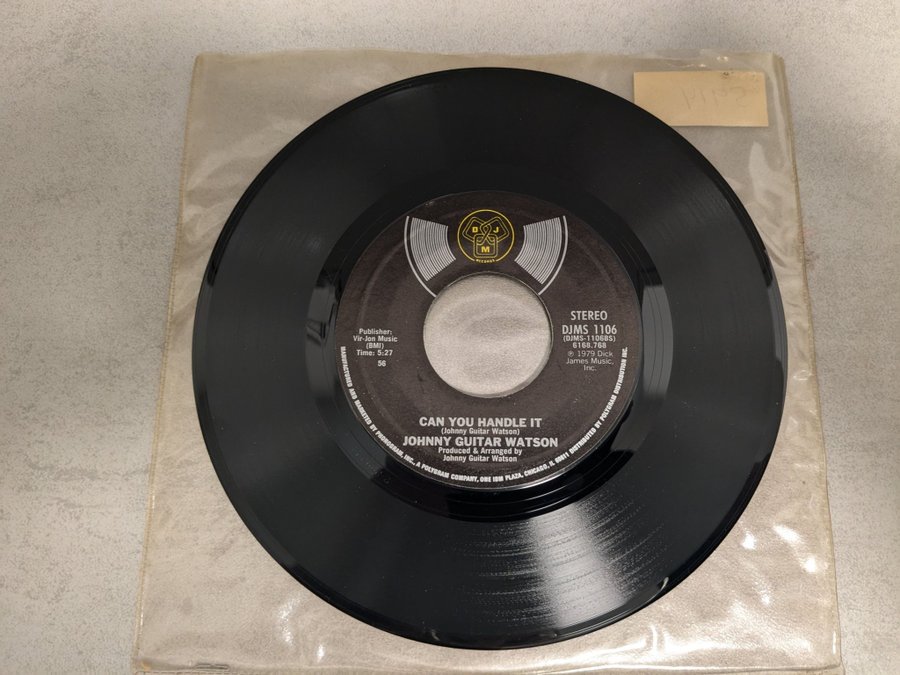 D J
M
RECORDS
STEREO
DJMS 1106
(DJMS-1106BS)
6168.768
℗ 1979 Dick
James Music,
Inc.
Publisher:
Vir-Jon Music
(BMI)
Time: 5:27
56
CAN YOU HANDLE IT
(Johnny Guitar Watson)
JOHNNY GUITAR WATSON
Produced & Arranged by
Johnny Guitar Watson
MANUFACTURED AND MARKETED BY PHONOGRAM, INC., A POLYGRAM COMPANY, ONE IBM PLAZA, CHICAGO, IL 60611 DISTRIBUTED BY POLYGRAM DISTRIBUTION INC.